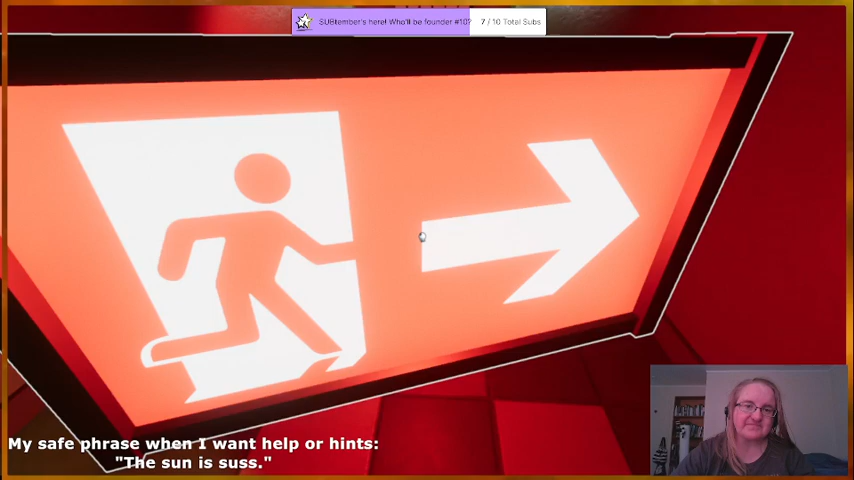 SUBtember's here! Who'll be founder #10?
7 / 10 Total Subs
My safe phrase when I want help or hints:
"The sun is suss."